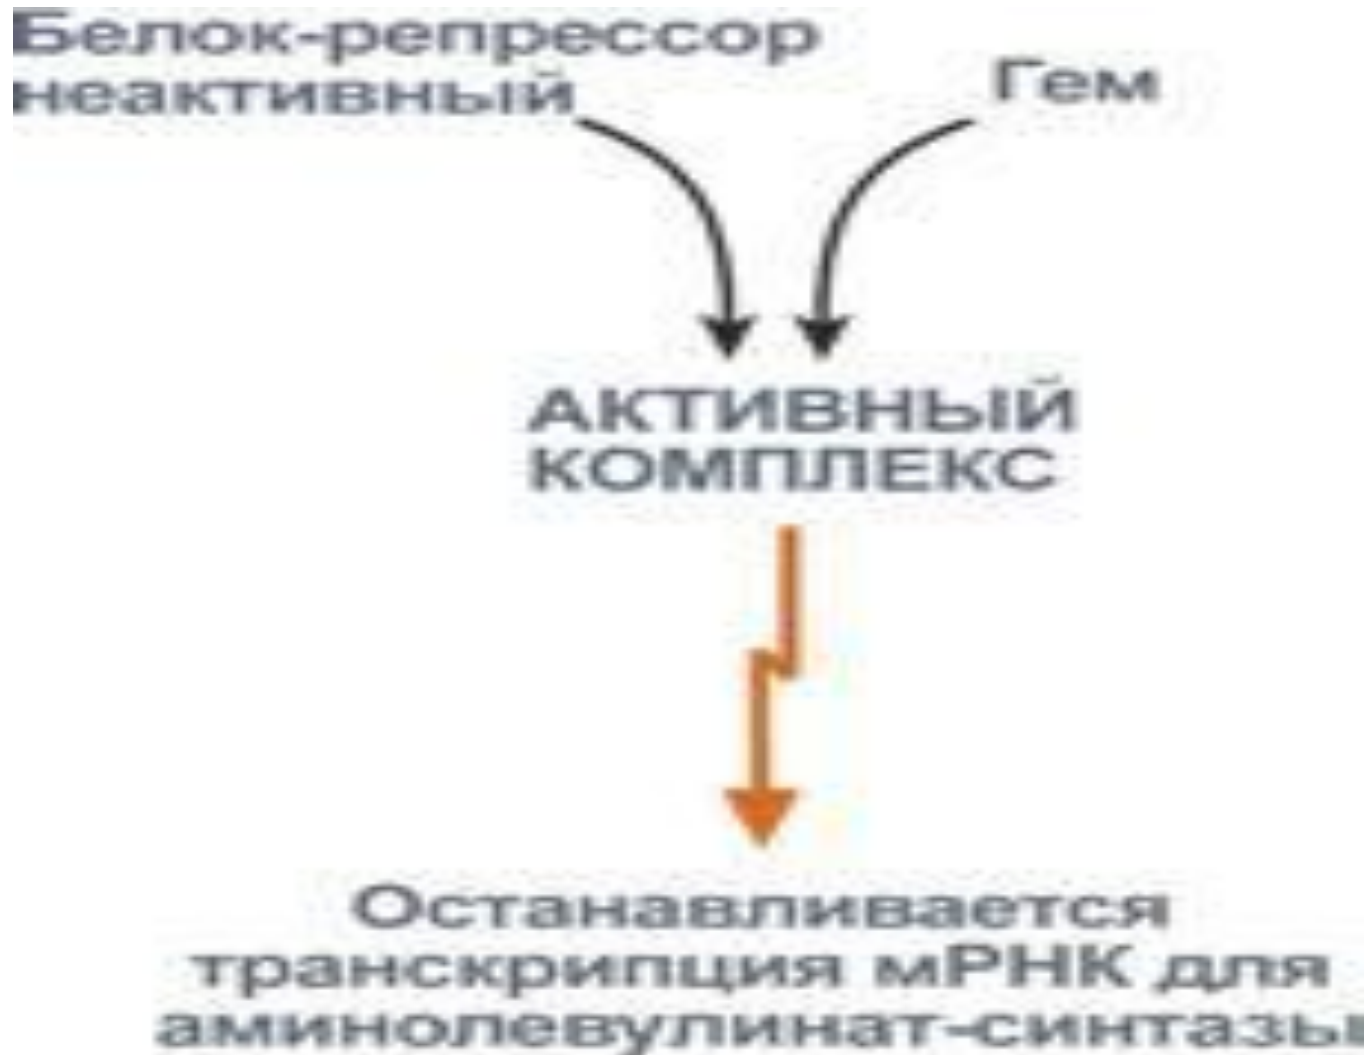 Белок-репрессор
неактивный
Гем
АКТИВНЫЙ
КОМПЛЕКС
Останавливается
транскрипция мРНК для
аминолевулинат-синтазы